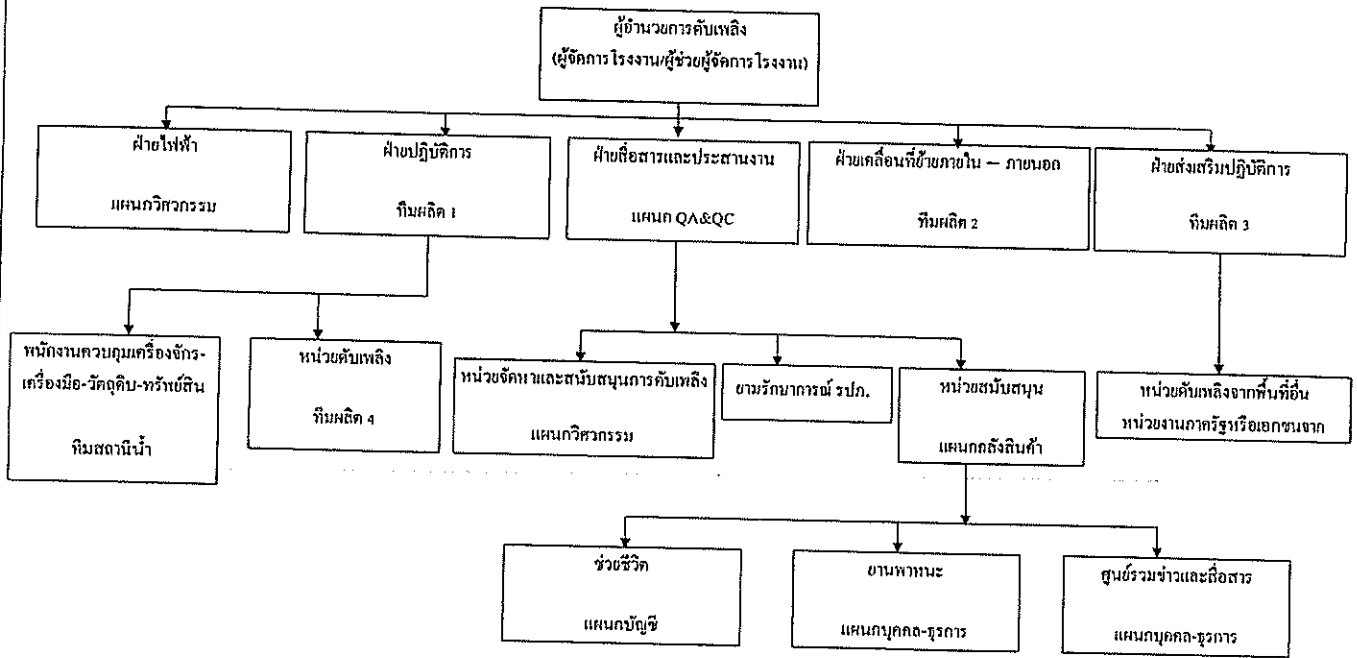 ผู้อำนวยการดับเพลิง
(ผู้จัดการโรงงาน/ผู้ช่วยผู้จัดการโรงงาน)
ฝ่ายไฟฟ้า
แผนกวิศวกรรม
ฝ่ายปฏิบัติการ
ทีมผลิต 1
ฝ่ายสื่อสารและประสานงาน
แผนก QA&QC
ฝ่ายเคลื่อนที่ย้ายภายใน – ภายนอก
ทีมผลิต 2
ฝ่ายส่งเสริมปฏิบัติการ
ทีมผลิต 3
พนักงานควบคุมเครื่องจักร-
เครื่องมือ-วัตถุดิบ-ทรัพย์สิน
ทีมสถานีน้ำ
หน่วยดับเพลิง
ทีมผลิต 4
หน่วยจัดหาและสนับสนุนการดับเพลิง
แผนกวิศวกรรม
ยามรักษาการณ์ รปภ.
หน่วยสนับสนุน
แผนกคลังสินค้า
หน่วยดับเพลิงจากพื้นที่อื่น
หน่วยงานภาครัฐหรือเอกชนจาก
ช่วยชีวิต
แผนกบัญชี
ยานพาหนะ
แผนกบุคคล-ธุรการ
ศูนย์รวมข่าวและสื่อสาร
แผนกบุคคล-ธุรการ